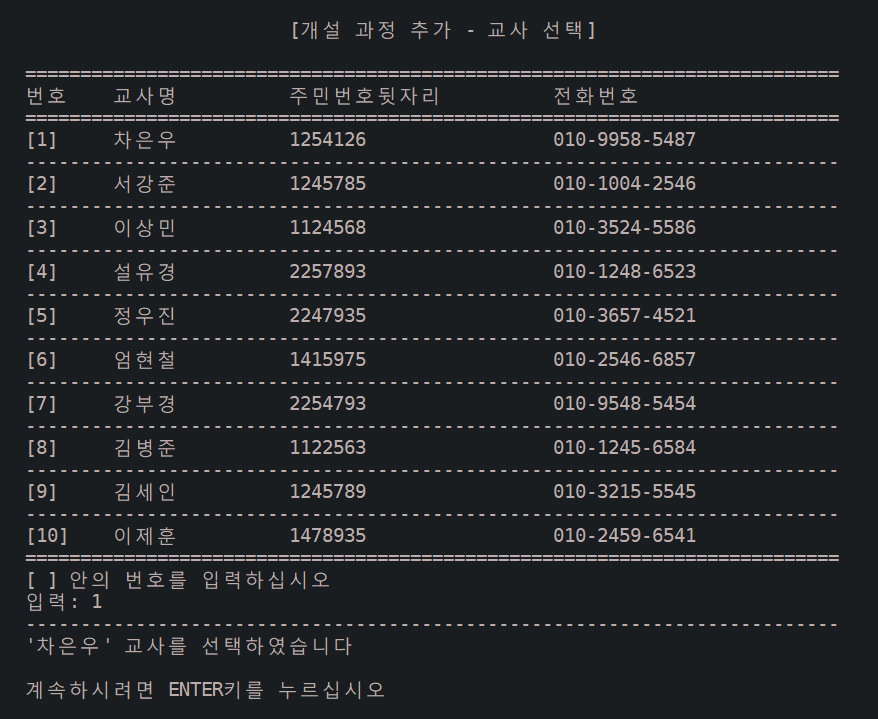 [개설 과정 추가 - 교사 선택]
==========================================================================
번호 교사명 주민번호뒷자리 전화번호
==========================================================================
[1] 차은우 1254126 010-9958-5487
--------------------------------------------------------------------------
[2] 서강준 1245785 010-1004-2546
--------------------------------------------------------------------------
[3] 이상민 1124568 010-3524-5586
--------------------------------------------------------------------------
[4] 설유경 2257893 010-1248-6523
--------------------------------------------------------------------------
[5] 정우진 2247935 010-3657-4521
--------------------------------------------------------------------------
[6] 엄현철 1415975 010-2546-6857
--------------------------------------------------------------------------
[7] 강부경 2254793 010-9548-5454
--------------------------------------------------------------------------
[8] 김병준 1122563 010-1245-6584
--------------------------------------------------------------------------
[9] 김세인 1245789 010-3215-5545
--------------------------------------------------------------------------
[10] 이제훈 1478935 010-2459-6541
==========================================================================
[ ] 안의 번호를 입력하십시오
입력: 1
--------------------------------------------------------------------------
'차은우' 교사를 선택하였습니다
계속하시려면 ENTER키를 누르십시오